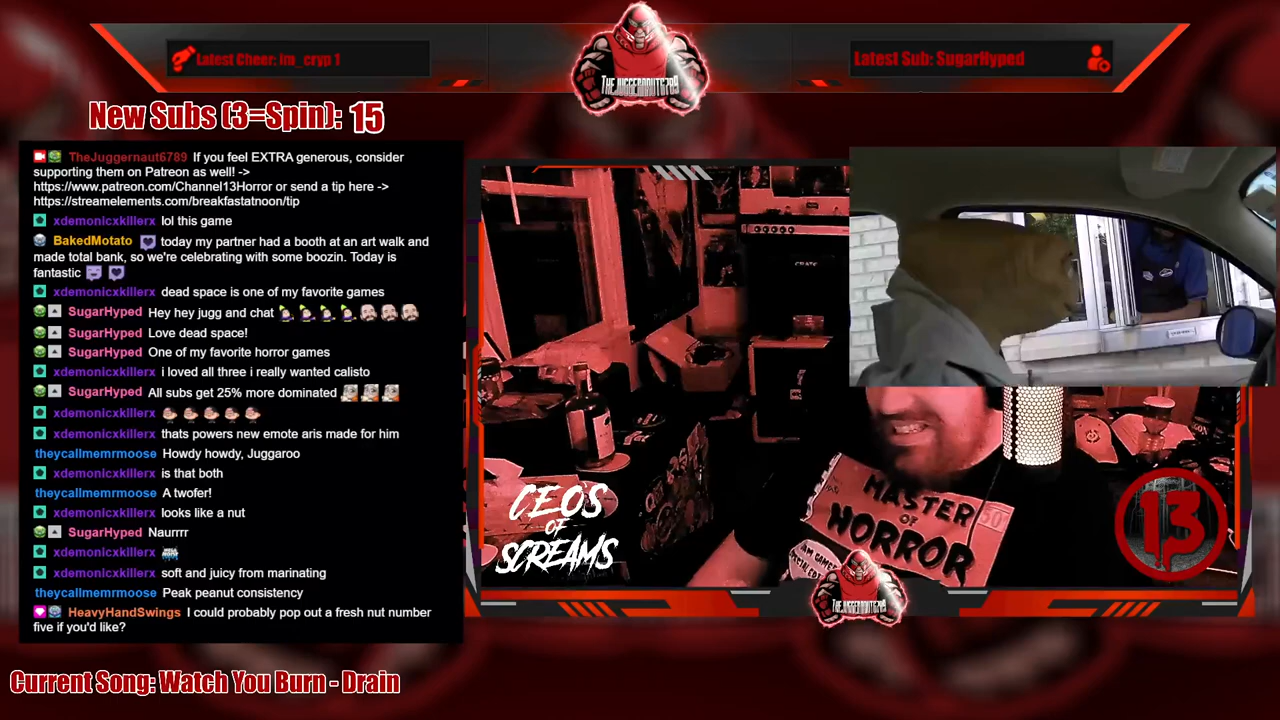 Latest Cheer: im_cryp 1
THEJUGGERNAUT6789
Latest Sub: SugarHyped
New Subs (3=Spin): 15
TheJuggernaut6789 If you feel EXTRA generous, consider
supporting them on Patreon as well! ->
https://www.patreon.com/Channel13Horror or send a tip here ->
https://streamelements.com/breakfastatnoon/tip
xdemonicxkillerx lol this game
BakedMotato today my partner had a booth at an art walk and
made total bank, so we're celebrating with some boozin. Today is
fantastic
xdemonicxkillerx dead space is one of my favorite games
SugarHyped Hey hey jugg and chat
SugarHyped Love dead space!
SugarHyped One of my favorite horror games
xdemonicxkillerx i loved all three i really wanted calisto
SugarHyped All subs get 25% more dominated
xdemonicxkillerx
xdemonicxkillerx thats powers new emote aris made for him
theycallmemrmoose Howdy howdy, Juggaroo
xdemonicxkillerx is that both
theycallmemrmoose A twofer!
xdemonicxkillerx looks like a nut
SugarHyped Naurrrr
xdemonicxkillerx
xdemonicxkillerx soft and juicy from marinating
theycallmemrmoose Peak peanut consistency
HeavyHandSwings I could probably pop out a fresh nut number
five if you'd like?
CEOS
OF
SCREAMS
MASTER
OF
HORROR
13
THEJUGGERNAUT6789
Current Song: Watch You Burn - Drain